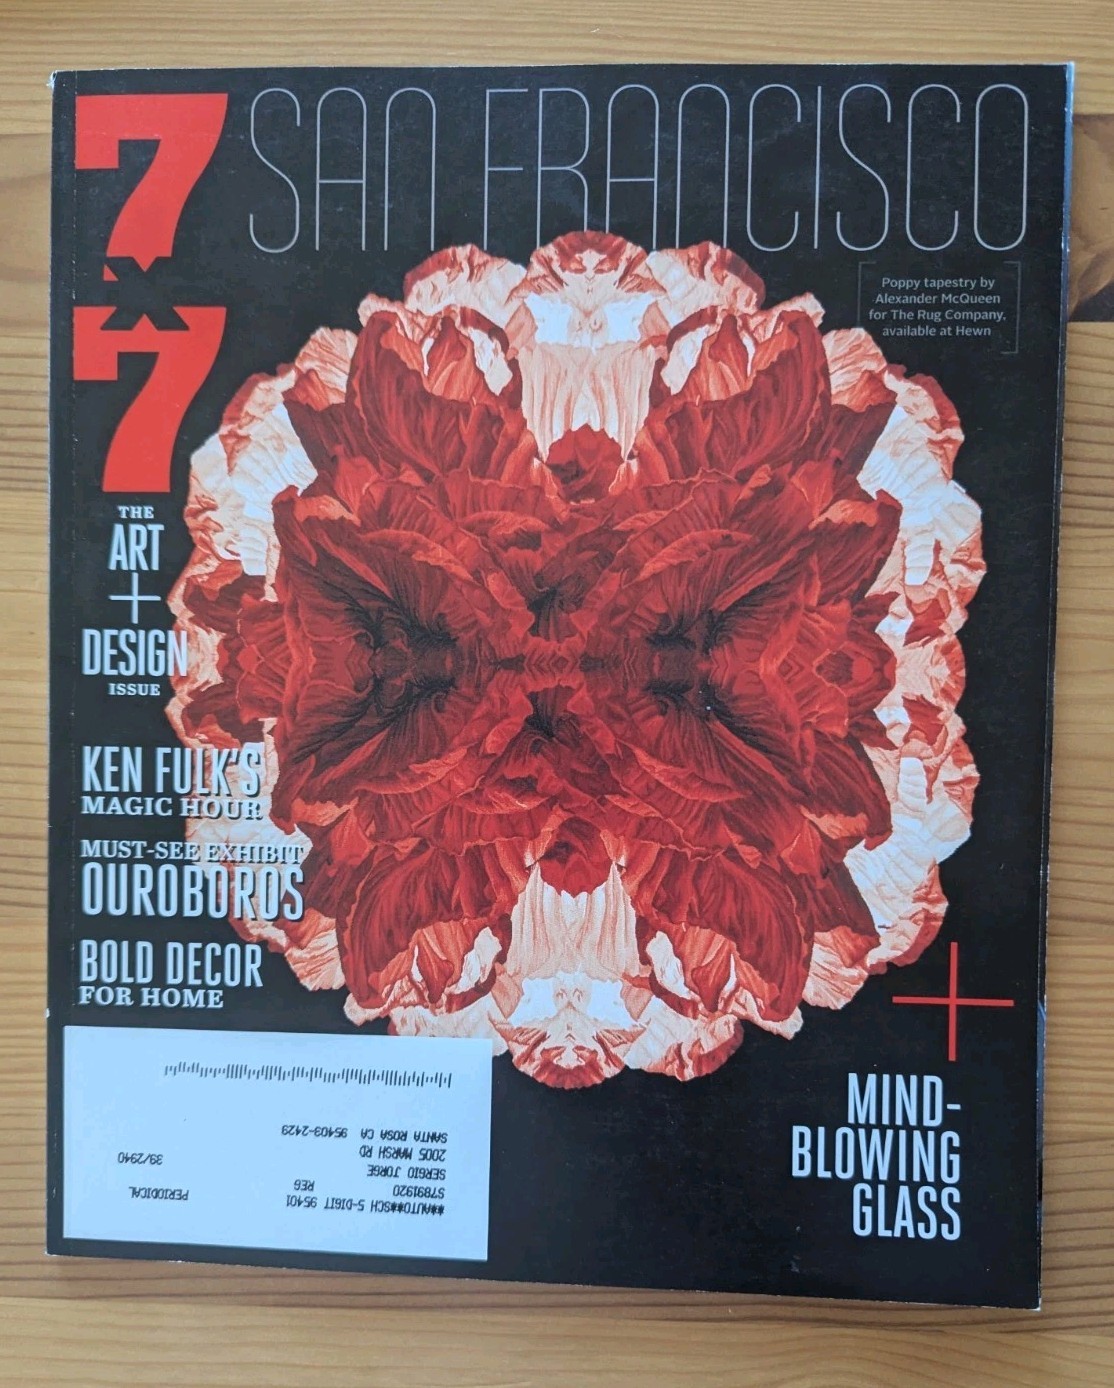 7x7
SAN FRANCISCO
Poppy tapestry by
Alexander McQueen
for The Rug Company,
available at Hewn
THE
ART
+
DESIGN
ISSUE
KEN FULK'S
MAGIC HOUR
MUST-SEE EXHIBIT
OUROBOROS
BOLD DECOR
FOR HOME
+
MIND-
BLOWING
GLASS
**AUTO**SCH 5-DIGIT 95401 PERIODICAL
S7891920 REG
SERGIO JORGE
2005 MARSH RD 39/2940
SANTA ROSA CA 95403-2429